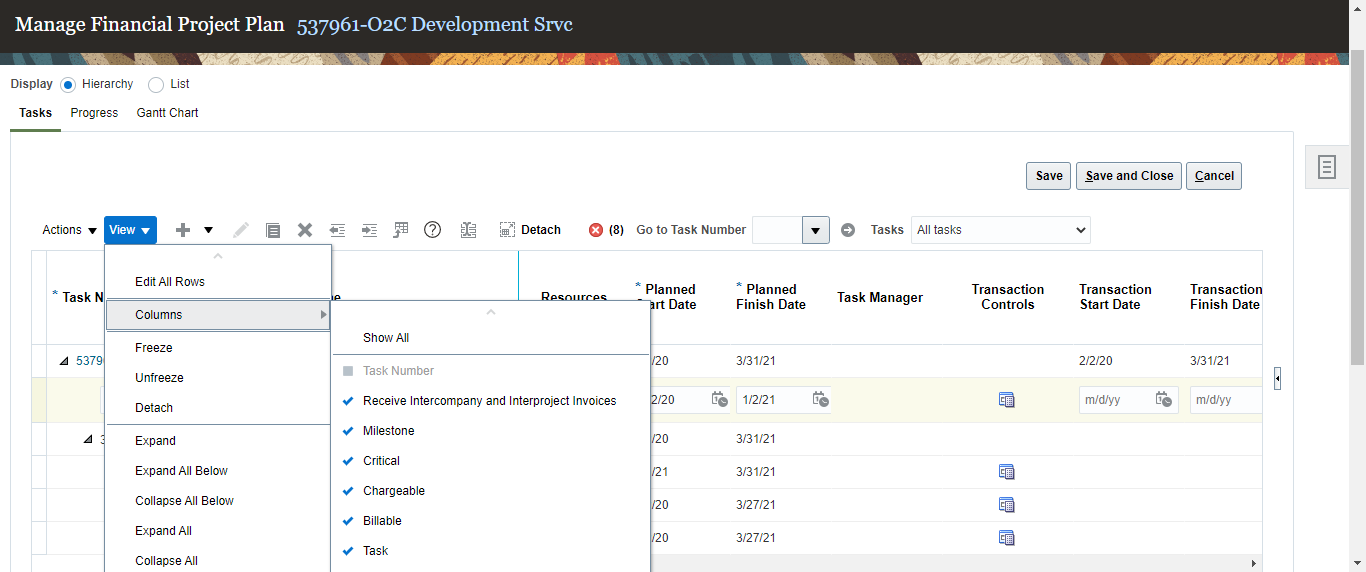 Manage Financial Project Plan 537961-O2C Development Srvc
Display Hierarchy List
Tasks Progress Gantt Chart
Save Save and Close Cancel
Actions View Detach (8) Go to Task Number Tasks All tasks
Edit All Rows
Columns
Freeze
Unfreeze
Detach
Expand
Expand All Below
Collapse All Below
Expand All
Collapse All
Show All
Task Number
Receive Intercompany and Interproject Invoices
Milestone
Critical
Chargeable
Billable
Task
* Task N
Resources
* Planned
art Date
* Planned
Finish Date
Task Manager
Transaction
Controls
Transaction
Start Date
Transaction
Finish Date
5379 /20 3/31/21 2/2/20 3/31/21
2/20 1/2/21 m/d/yy m/d/yy
3 /20 3/31/21
/21 3/31/21
/20 3/27/21
/20 3/27/21